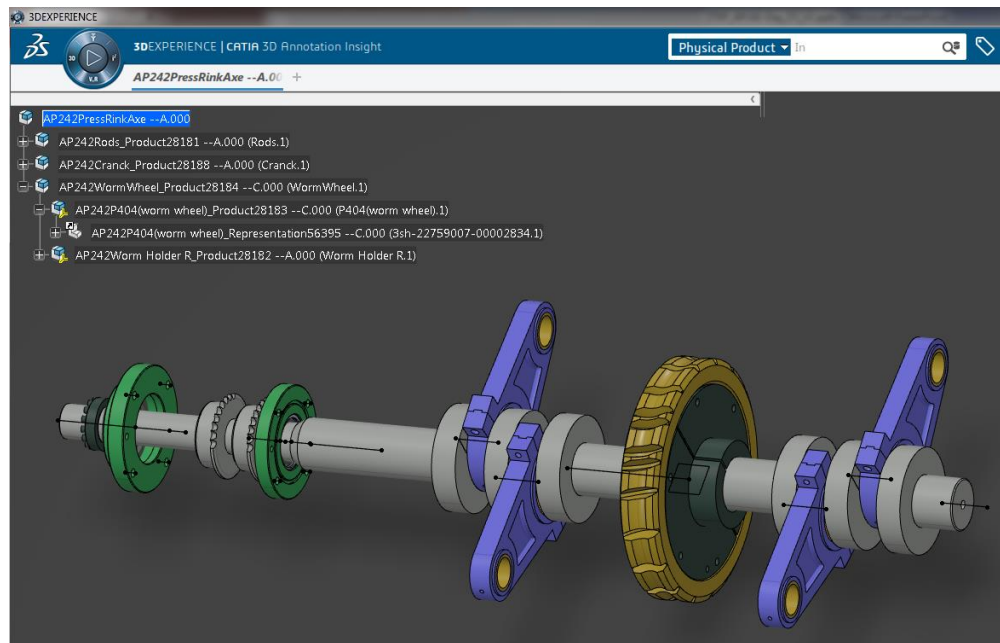 3DEXPERIENCE
3DEXPERIENCE | CATIA 3D Annotation Insight
Physical Product In
3D
V.R
AP242PressRinkAxe --A.00 +
AP242PressRinkAxe --A.000
AP242Rods_Product28181 --A.000 (Rods.1)
AP242Cranck_Product28188 --A.000 (Cranck.1)
AP242WormWheel_Product28184 --C.000 (WormWheel.1)
AP242P404(worm wheel)_Product28183 --C.000 (P404(worm wheel).1)
AP242P404(worm wheel)_Representation56395 --C.000 (3sh-22759007-00002834.1)
AP242Worm Holder R_Product28182 --A.000 (Worm Holder R.1)